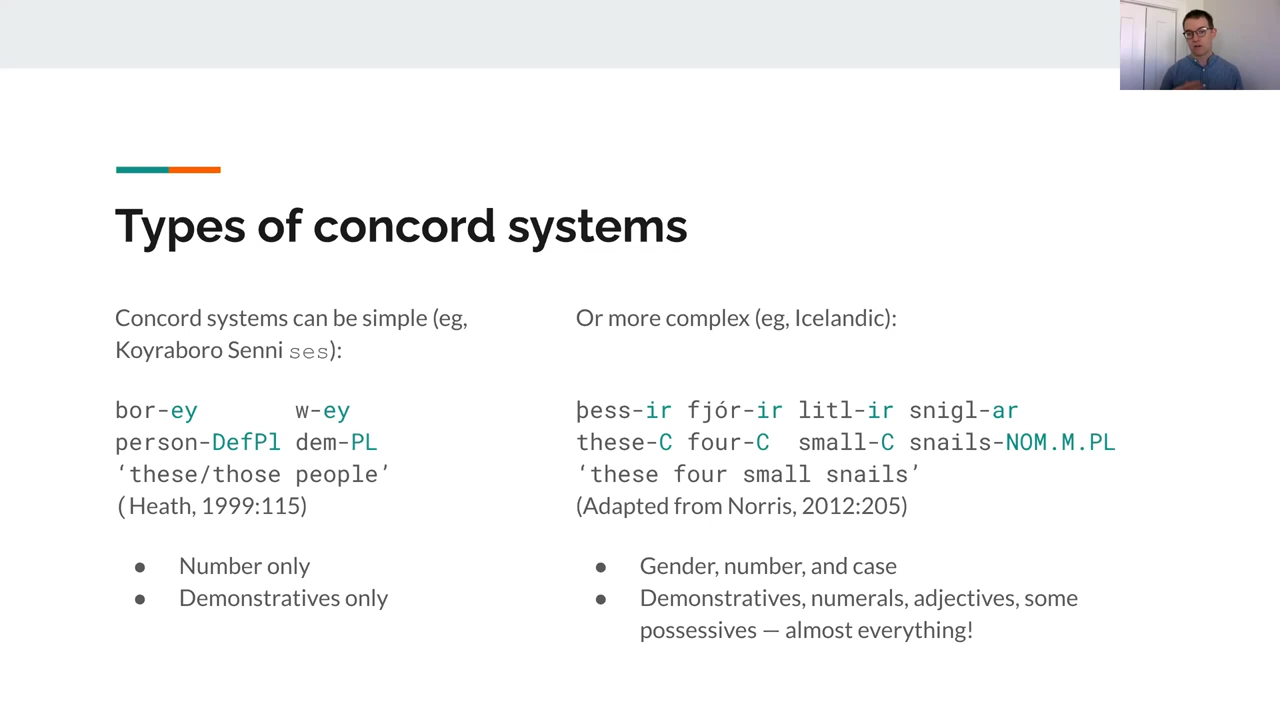 Types of concord systems
Concord systems can be simple (eg,
Koyraboro Senni ses):
bor-ey w-ey
person-DefPl dem-PL
‘these/those people’
(Heath, 1999:115)
● Number only
● Demonstratives only
Or more complex (eg, Icelandic):
þess-ir fjór-ir litl-ir snigl-ar
these-C four-C small-C snails-NOM.M.PL
‘these four small snails’
(Adapted from Norris, 2012:205)
● Gender, number, and case
● Demonstratives, numerals, adjectives, some
possessives — almost everything!